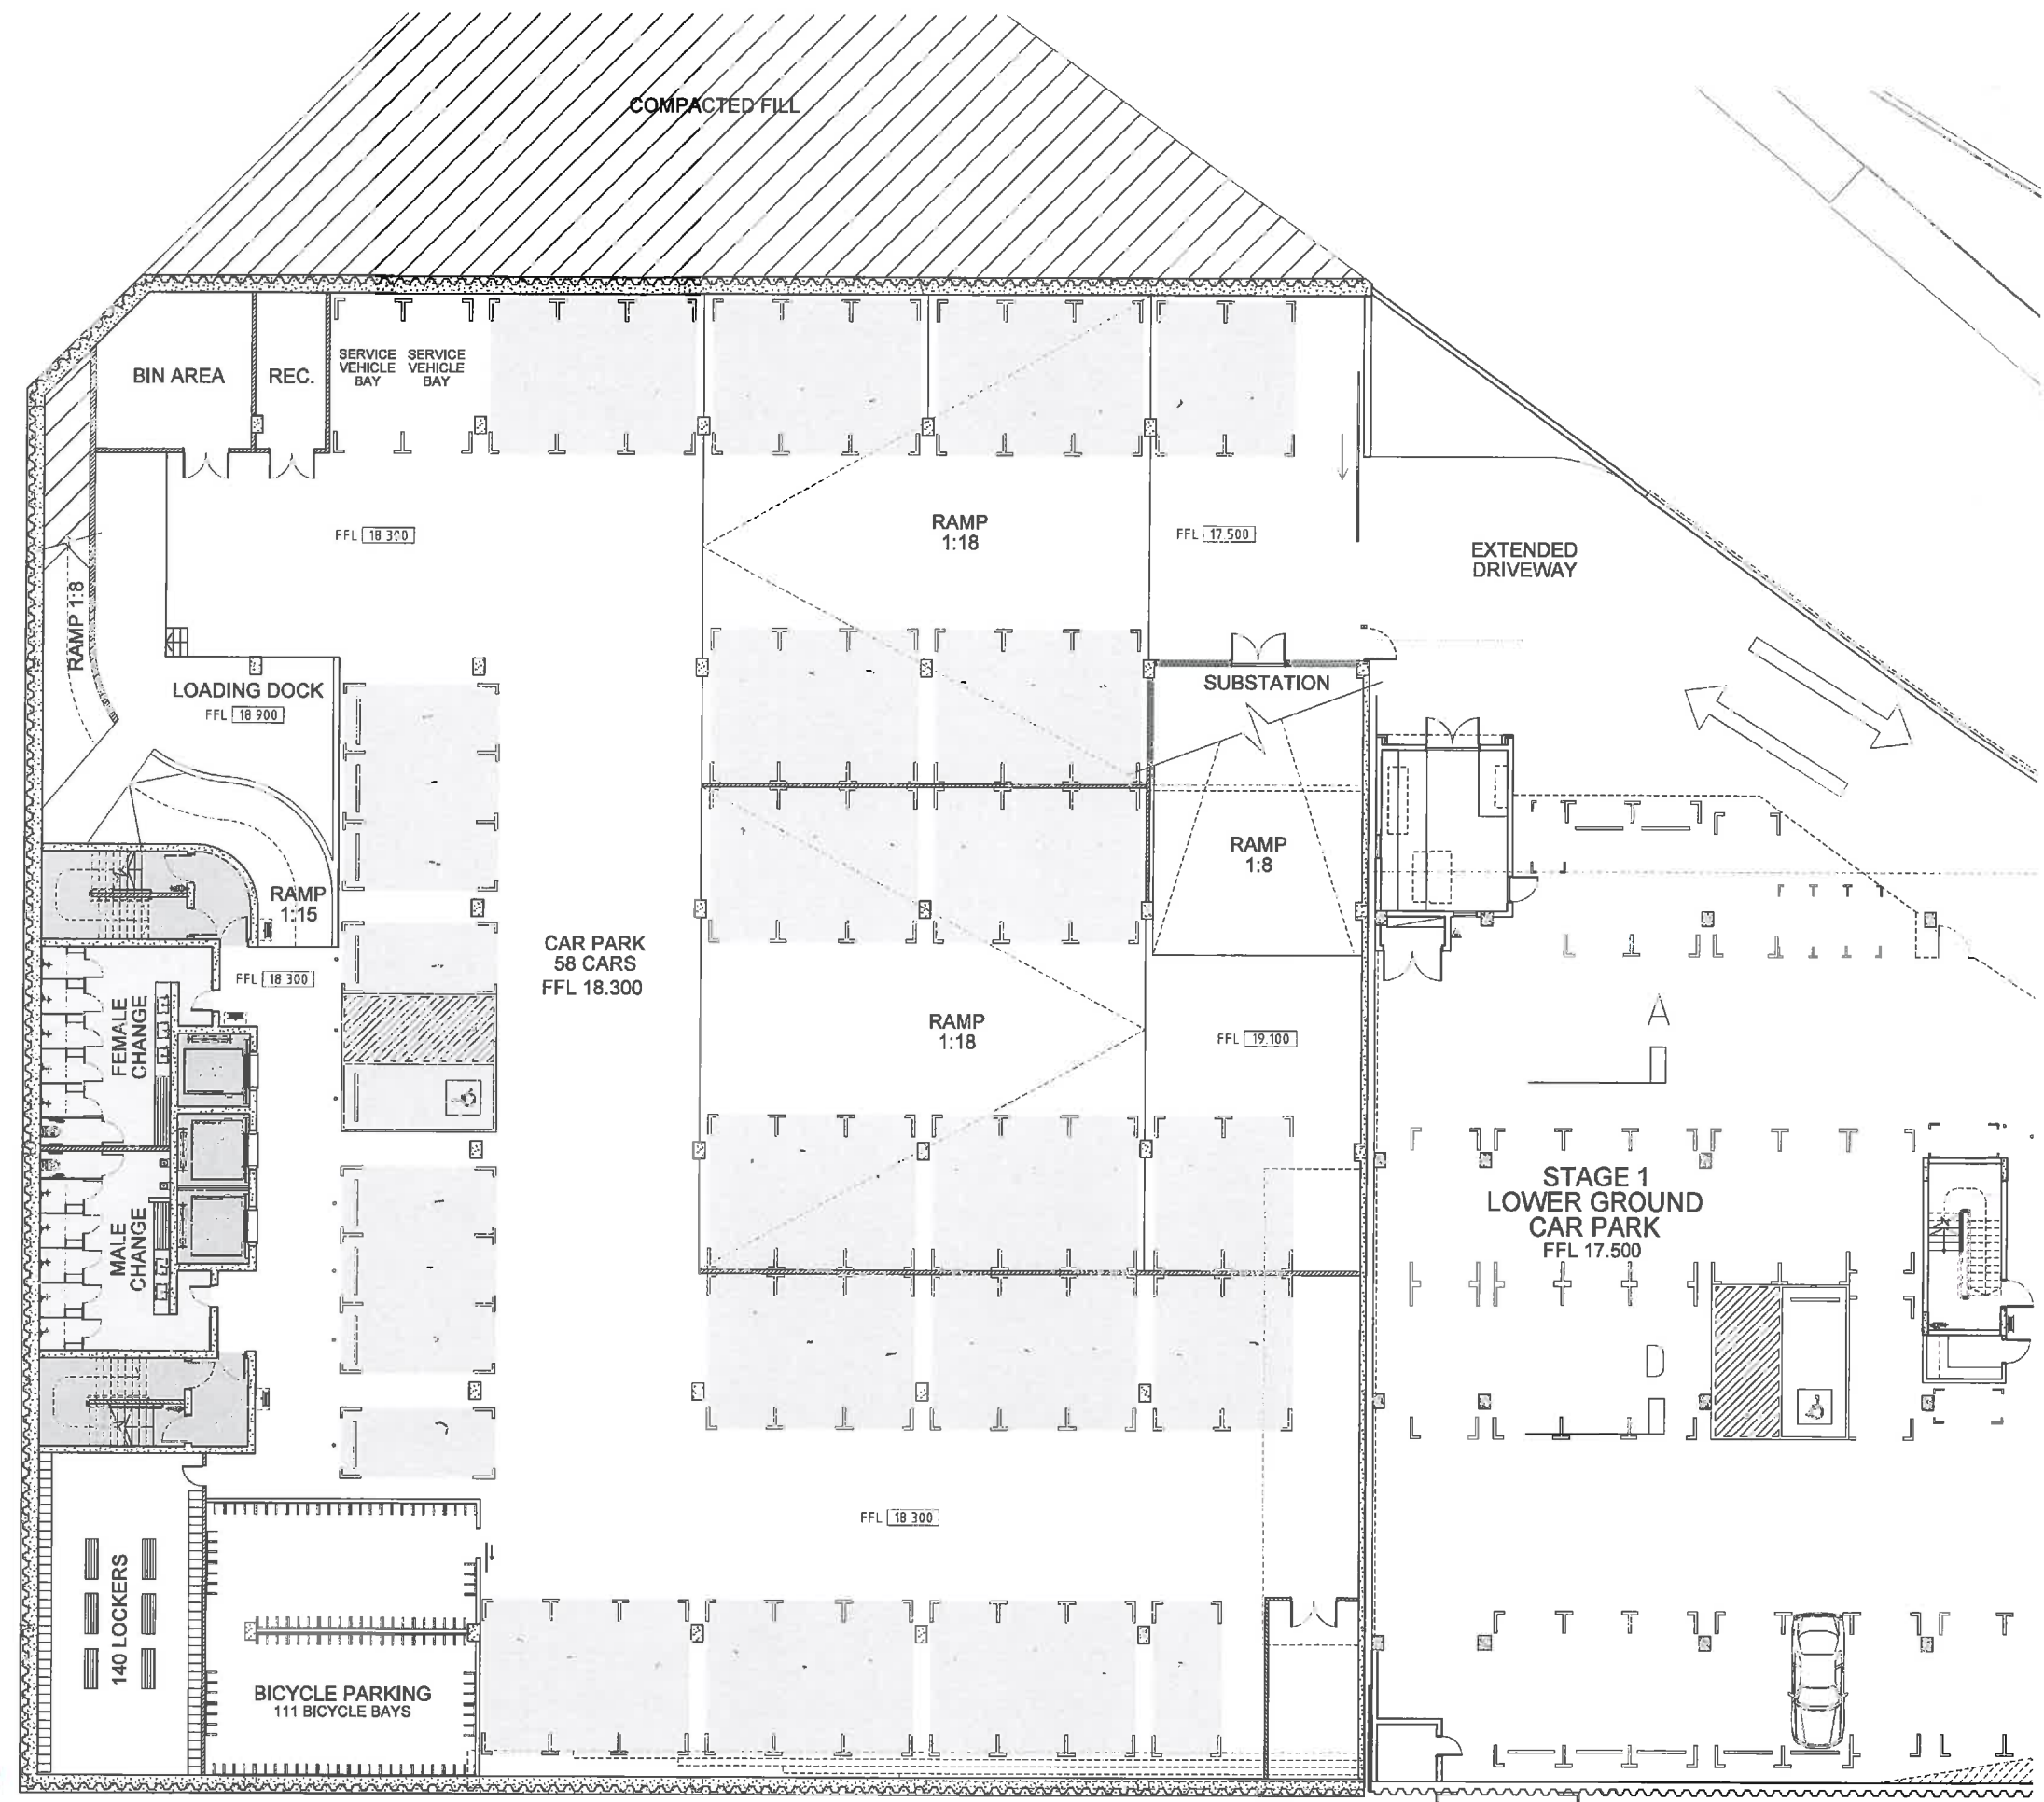 COMPACTED FILL
BIN AREA
REC.
SERVICE
VEHICLE
BAY
SERVICE
VEHICLE
BAY
FFL 18 300
RAMP
1:18
FFL 17.500
EXTENDED
DRIVEWAY
RAMP 1:8
LOADING DOCK
FFL 18 900
SUBSTATION
RAMP
1:8
RAMP
1:15
CAR PARK
58 CARS
FFL 18.300
FFL 18 300
FEMALE
CHANGE
RAMP
1:18
FFL 19.100
A
STAGE 1
LOWER GROUND
CAR PARK
FFL 17.500
MALE
CHANGE
D
FFL 18 300
140 LOCKERS
BICYCLE PARKING
111 BICYCLE BAYS